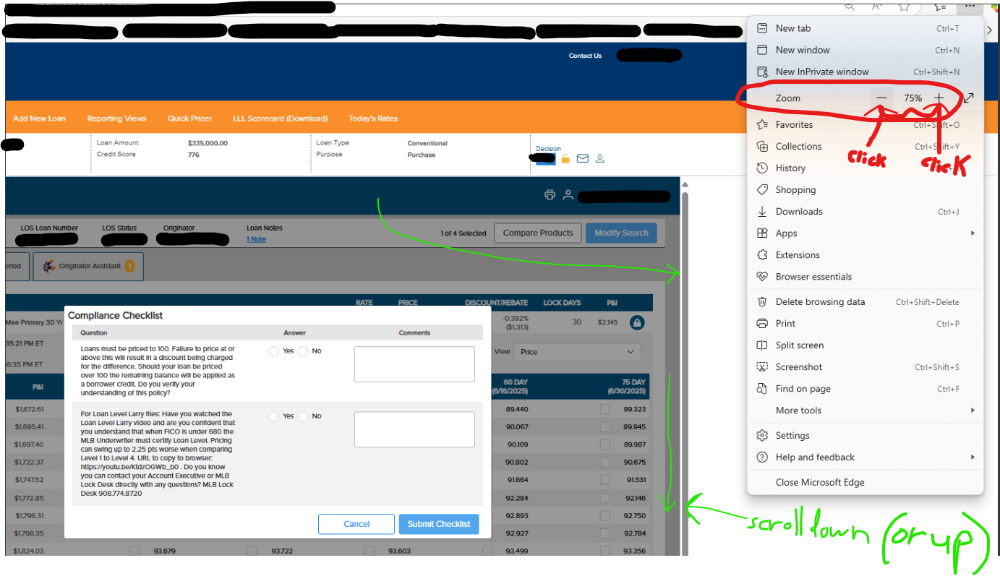 New tab Ctrl+T
New window Ctrl+N
New InPrivate window Ctrl+Shift+N
Zoom 75%
Favorites Ctrl+Shift+O
Collections Ctrl+Shift+Y
History
Shopping
Downloads Ctrl+J
Apps
Extensions
Browser essentials
Delete browsing data Ctrl+Shift+Delete
Print Ctrl+P
Split screen
Screenshot Ctrl+Shift+S
Find on page Ctrl+F
More tools
Settings
Help and feedback
Close Microsoft Edge
click click
scroll down (or up)
Contact Us
Add New Loan Reporting Views Quick Pricer LLL Scorecard (Download) Today's Rates
Loan Amount $335,000.00 Loan Type Conventional
Credit Score 776 Purpose Purchase
Decision
LOS Loan Number LOS Status Originator Loan Notes
1 Note
1 of 4 Selected Compare Products Modify Search
eriod Originator Assistant 1
RATE PRICE DISCOUNT/REBATE LOCK DAYS P&I
Mae Primary 30 Yr -0.392% 30 $2,145
($1,313)
35:21 PM ET
View Price
36:35 PM ET
Compliance Checklist
Question Answer Comments
Loans must be priced to 100. Failure to price at or
above this will result in a discount being charged
for the difference. Should your loan be priced
over 100 the remaining balance will be applied as
a borrower credit. Do you verify your
understanding of this policy?
Yes No
For Loan Level Larry files: Have you watched the
Loan Level Larry video and are you confident that
you understand that when FICO is under 680 the
MLB Underwriter must certify Loan Level. Pricing
can swing up to 2.25 pts worse when comparing
Level 1 to Level 4. URL to copy to browser:
https://youtu.be/K1dzOGWb_b0 . Do you know
you can contact your Account Executive or MLB
Lock Desk directly with any questions? MLB Lock
Desk 908.774.8720
Yes No
Cancel Submit Checklist
P&I 60 DAY 75 DAY
(6/16/2025) (6/30/2025)
$1,672.61 89.440 89.323
$1,695.41 90.067 89.945
$1,697.40 90.109 89.987
$1,722.37 90.802 90.675
$1,747.52 91.664 91.531
$1,772.85 92.284 92.146
$1,796.31 92.893 92.750
$1,798.35 92.927 92.784
$1,824.03 93.679 93.722 93.603 93.499 93.356